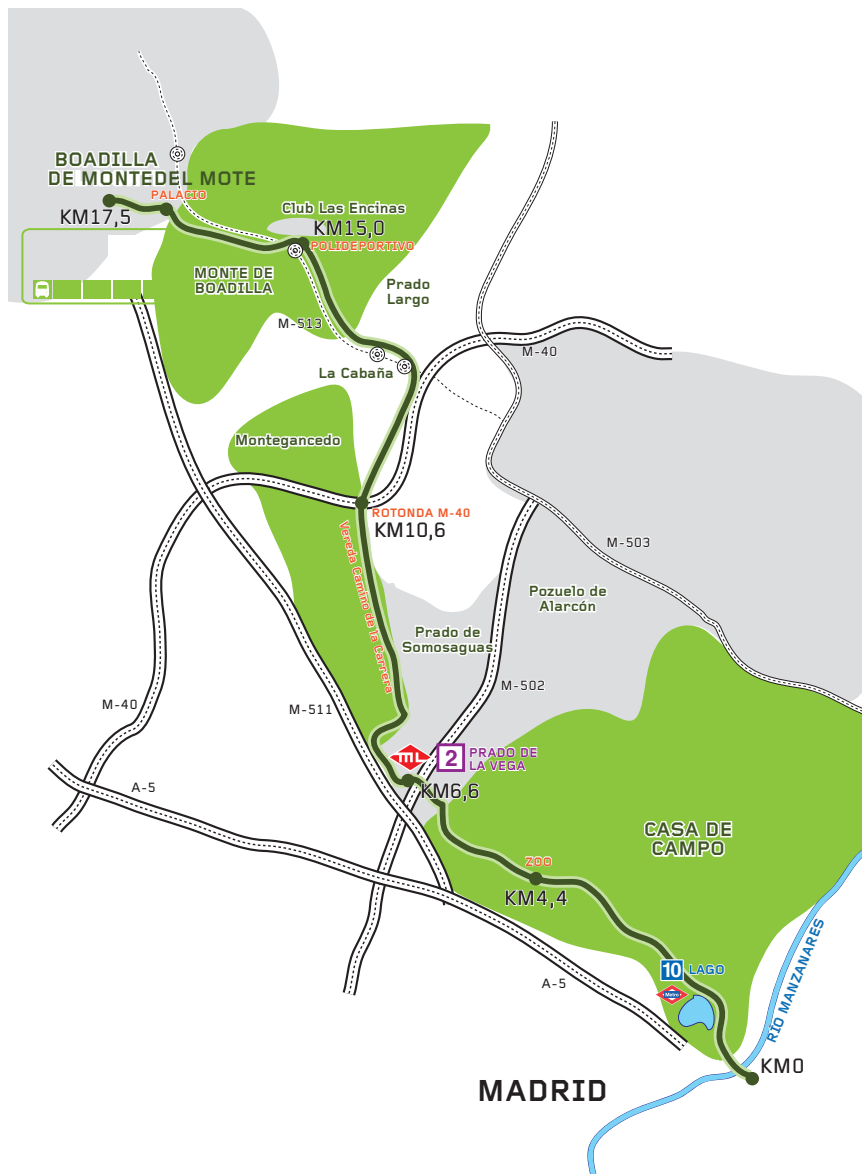 BOADILLA
DE MONTEDEL MOTE
PALACIO
KM17,5
Club Las Encinas
KM15,0
POLIDEPORTIVO
MONTE DE
BOADILLA
Prado
Largo
M-513
M-40
La Cabaña
Montegancedo
ROTONDA M-40
KM10,6
Vereda Camino de la Carrera
M-503
Pozuelo de
Alarcón
Prado de
Somosaguas
M-502
M-40
M-511
ML
2
PRADO DE
LA VEGA
KM6,6
A-5
CASA DE
CAMPO
ZOO
KM4,4
10
LAGO
Metro
A-5
RÍO MANZANARES
KM0
MADRID